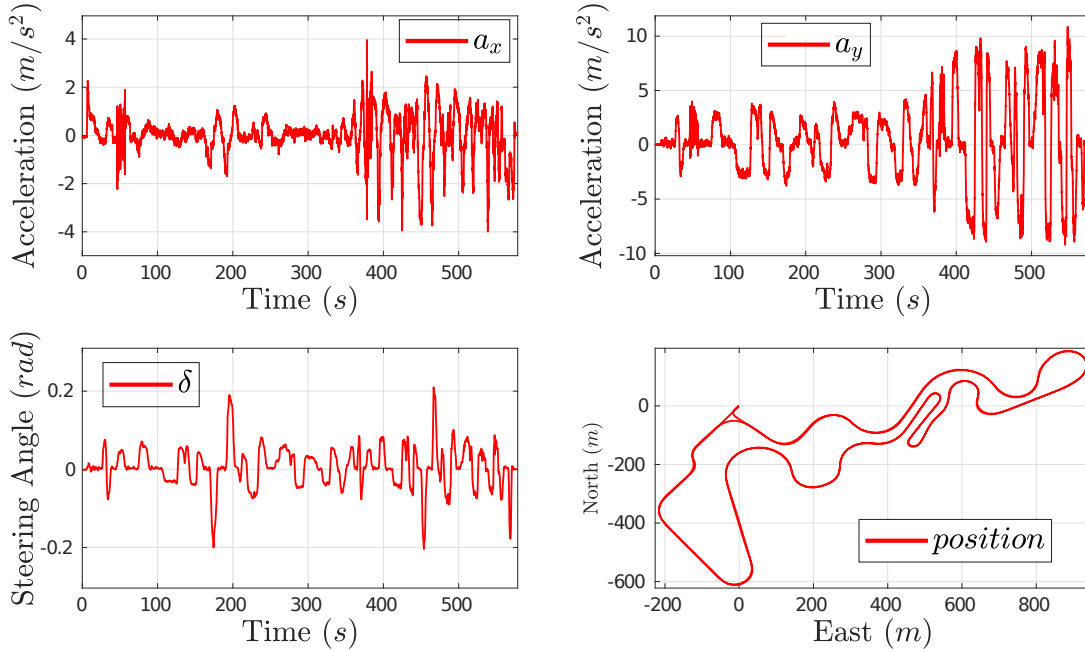 Acceleration (m/s²)
4
2
0
-2
-4
a_x
0 100 200 300 400 500
Time (s)
Acceleration (m/s²)
10
5
0
-5
-10
a_y
0 100 200 300 400 500
Time (s)
Steering Angle (rad)
0.2
0
-0.2
δ
0 100 200 300 400 500
Time (s)
North (m)
0
-200
-400
-600
position
-200 0 200 400 600 800
East (m)